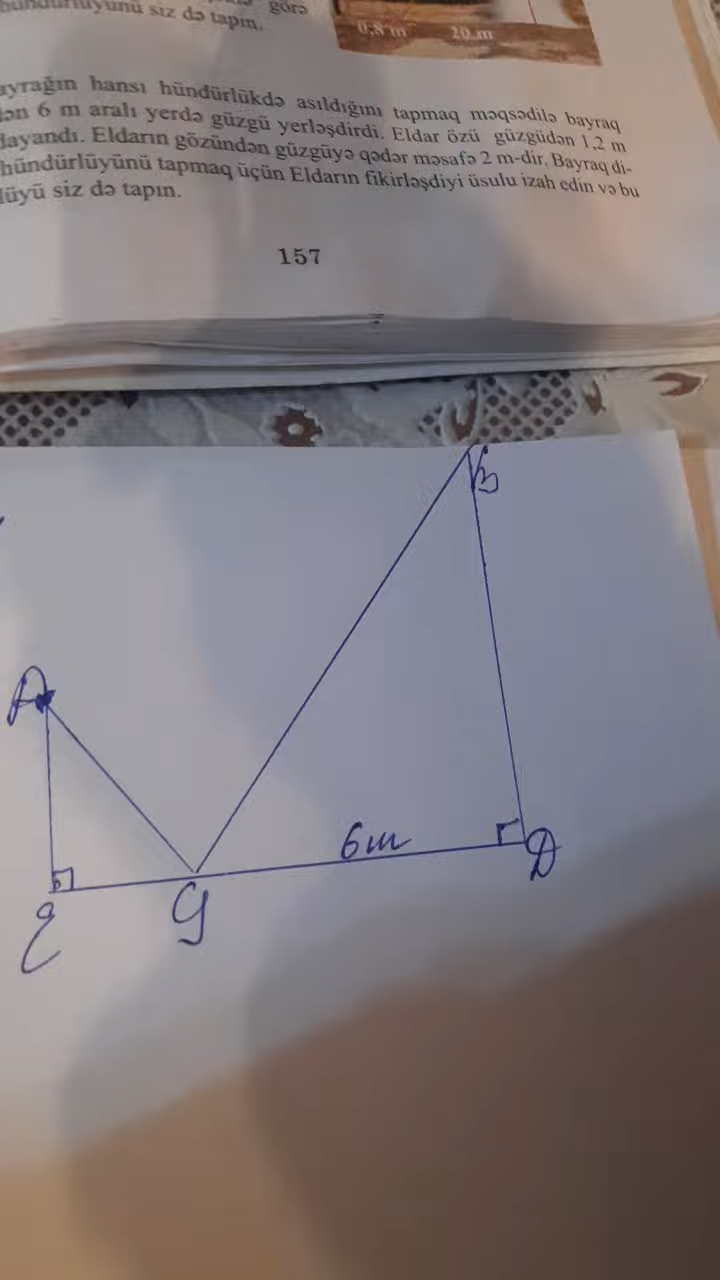 görə
hündürlüyünü siz də tapın.
0,8 m 20 m
ayrağın hansı hündürlükdə asıldığını tapmaq məqsədilə bayraq
dən 6 m aralı yerdə güzgü yerləşdirdi. Eldar özü güzgüdən 1,2 m
dayandı. Eldarın gözündən güzgüyə qədər məsafə 2 m-dir. Bayraq di-
hündürlüyünü tapmaq üçün Eldarın fikirləşdiyi üsulu izah edin və bu
lüyü siz də tapın.
157
B
A
6m
D
E G